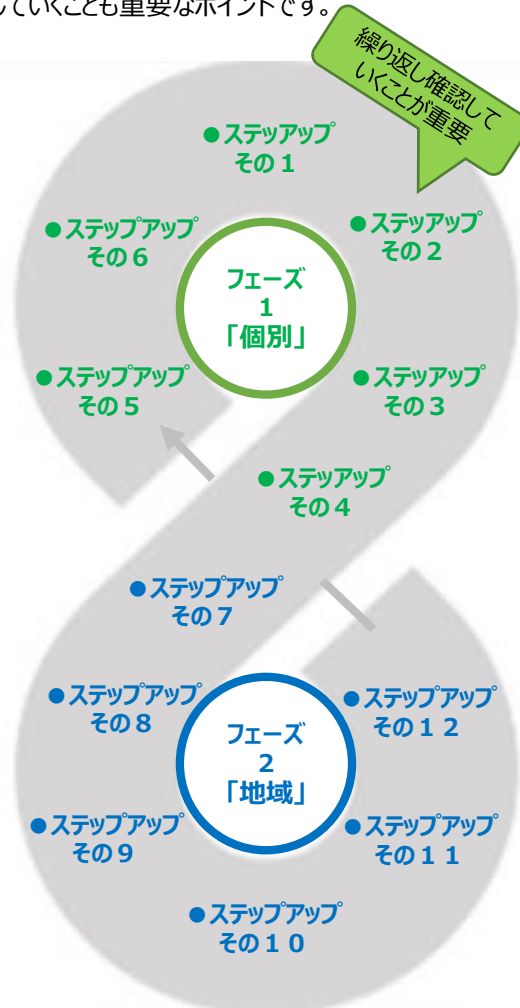 していくことも重要なポイントです。
繰り返し確認して
いくことが重要
●ステッアップ
その1
●ステッアップ
その2
●ステッアップ
その3
●ステッアップ
その4
●ステップアップ
その5
●ステップアップ
その6
フェーズ
1
「個別」
●ステップアップ
その7
●ステップアップ
その8
●ステップアップ
その9
●ステップアップ
その10
●ステップアップ
その11
●ステップアップ
その12
フェーズ
2
「地域」